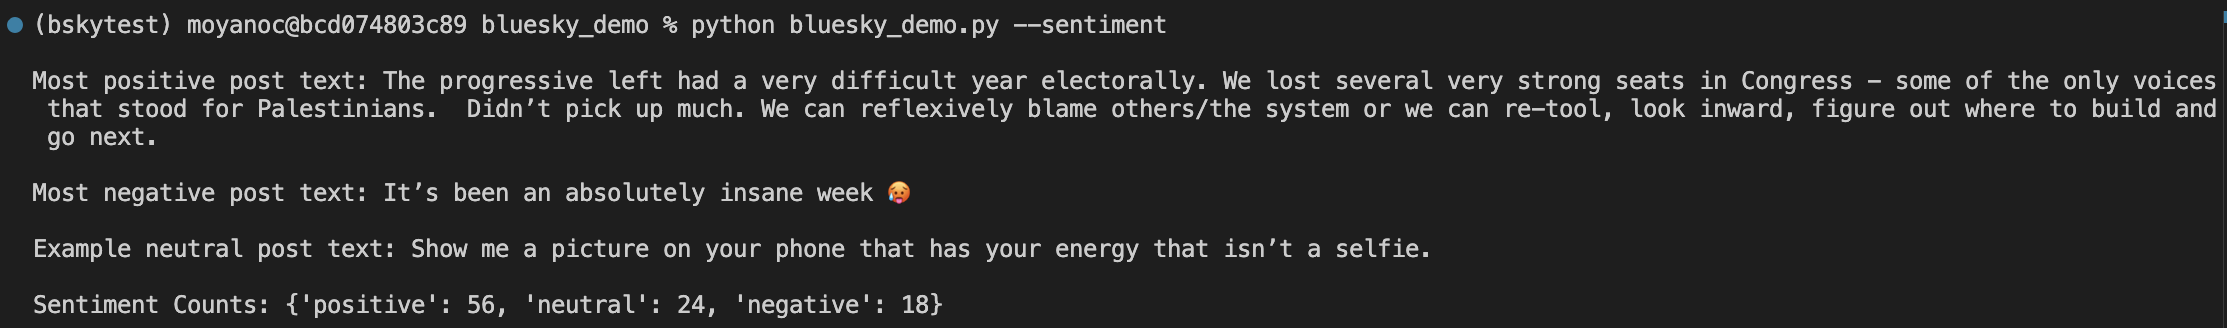 (bskytest) moyanoc@bcd074803c89 bluesky_demo % python bluesky_demo.py --sentiment
Most positive post text: The progressive left had a very difficult year electorally. We lost several very strong seats in Congress – some of the only voices
that stood for Palestinians.  Didn’t pick up much. We can reflexively blame others/the system or we can re-tool, look inward, figure out where to build and
go next.
Most negative post text: It’s been an absolutely insane week 🥵
Example neutral post text: Show me a picture on your phone that has your energy that isn’t a selfie.
Sentiment Counts: {'positive': 56, 'neutral': 24, 'negative': 18}